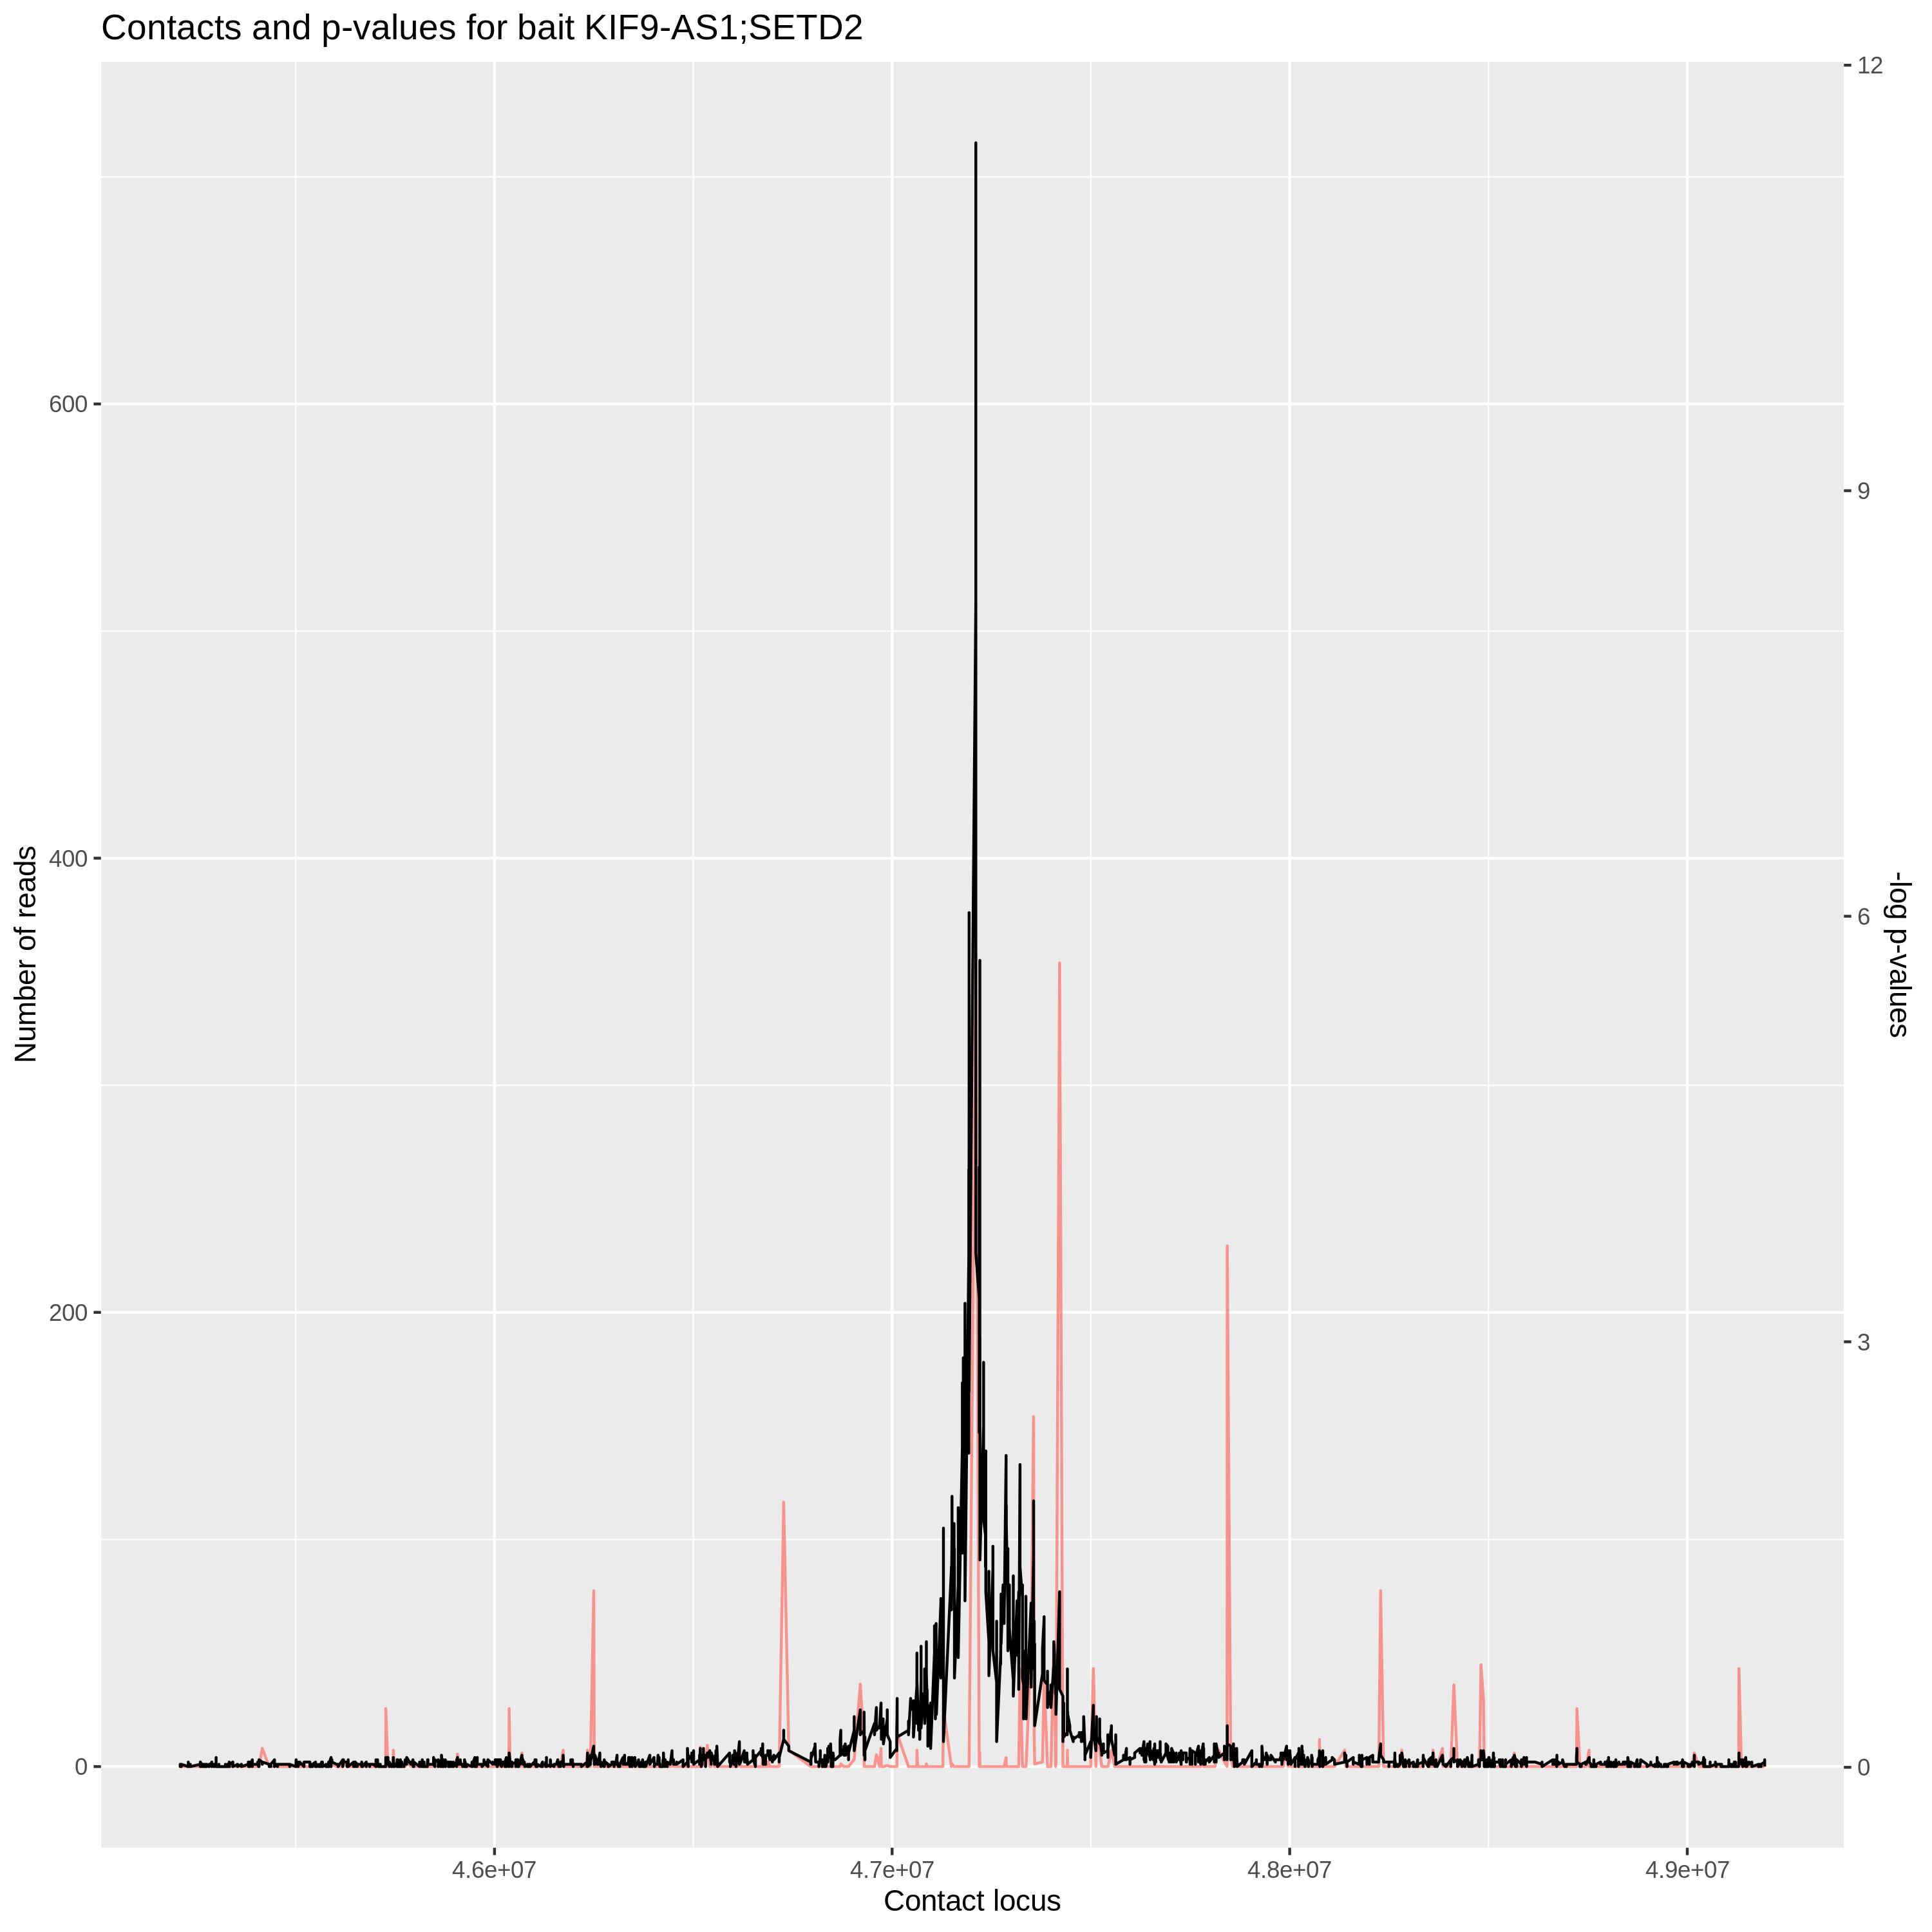 Contacts and p-values for bait KIF9-AS1;SETD2
12
600
9
400
6
Number of reads
-log p-values
200
3
0
0
4.6e+07
4.7e+07
4.8e+07
4.9e+07
Contact locus